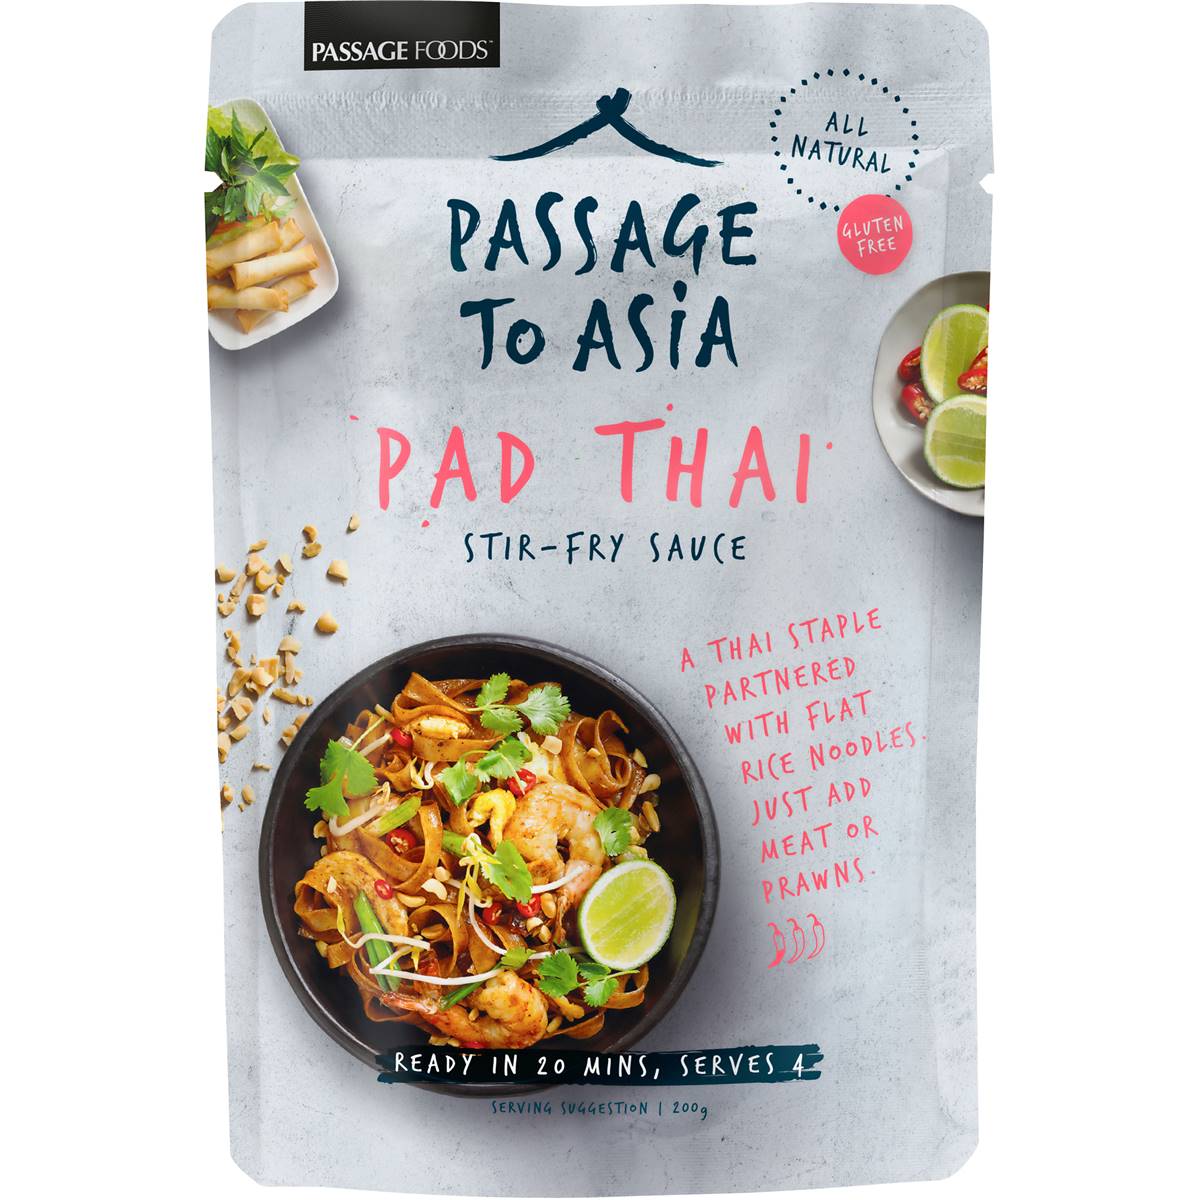 PASSAGE FOODS™
ALL
NATURAL
GLUTEN
FREE
PASSAGE
TO ASIA
PAD THAI
STIR-FRY SAUCE
A THAI STAPLE
PARTNERED
WITH FLAT
RICE NOODLES.
JUST ADD
MEAT OR
PRAWNS.
READY IN 20 MINS, SERVES 4
SERVING SUGGESTION | 200g